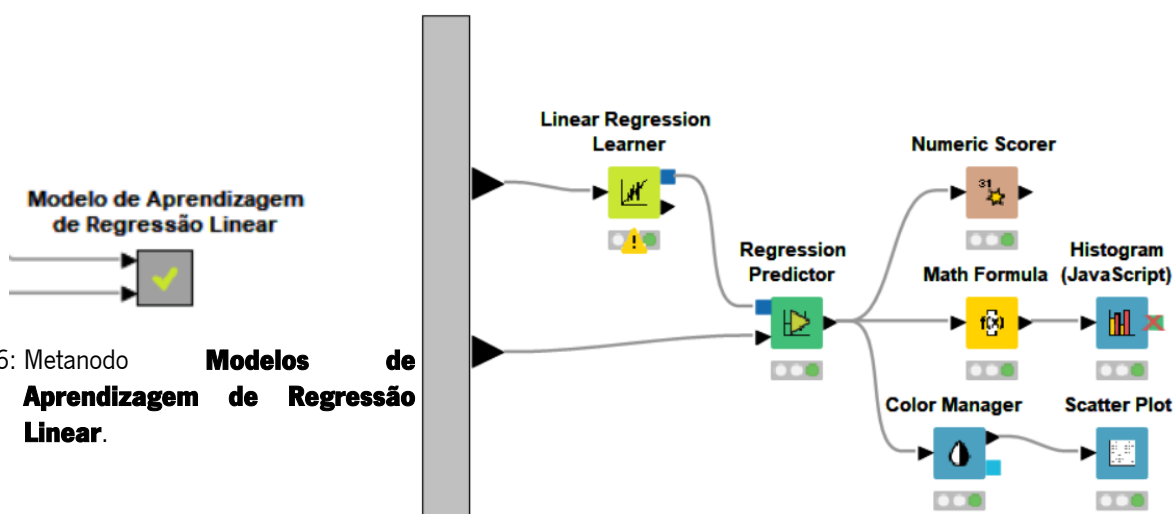 Modelo de Aprendizagem
de Regressão Linear
6: Metanodo Modelos de
Aprendizagem de Regressão
Linear.
Linear Regression
Learner
Regression
Predictor
Numeric Scorer
31
Math Formula
f(x)
Histogram
(JavaScript)
Color Manager
Scatter Plot